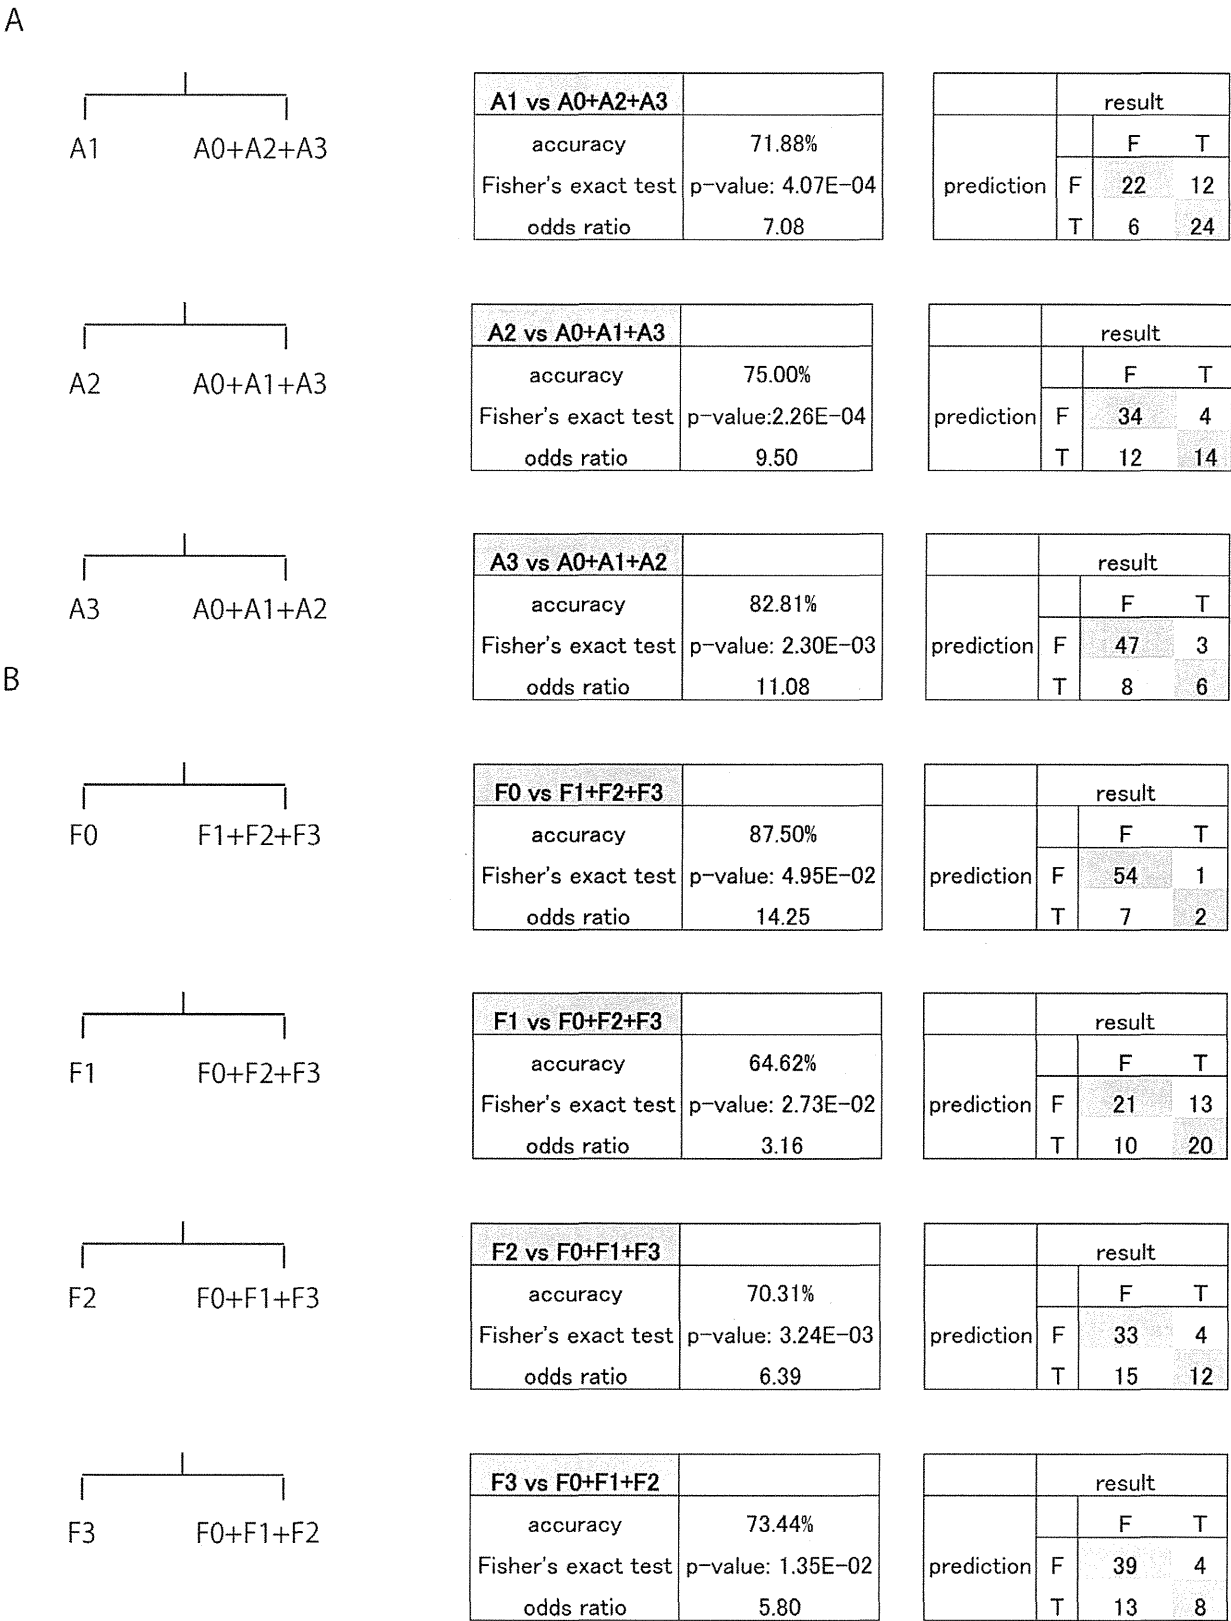 A
A1 A0+A2+A3
A1 vs A0+A2+A3
accuracy 71.88%
Fisher's exact test p-value: 4.07E-04
odds ratio 7.08
result
F T
prediction F 22 12
T 6 24
A2 A0+A1+A3
A2 vs A0+A1+A3
accuracy 75.00%
Fisher's exact test p-value:2.26E-04
odds ratio 9.50
result
F T
prediction F 34 4
T 12 14
A3 A0+A1+A2
A3 vs A0+A1+A2
accuracy 82.81%
Fisher's exact test p-value: 2.30E-03
odds ratio 11.08
result
F T
prediction F 47 3
T 8 6
B
F0 F1+F2+F3
F0 vs F1+F2+F3
accuracy 87.50%
Fisher's exact test p-value: 4.95E-02
odds ratio 14.25
result
F T
prediction F 54 1
T 7 2
F1 F0+F2+F3
F1 vs F0+F2+F3
accuracy 64.62%
Fisher's exact test p-value: 2.73E-02
odds ratio 3.16
result
F T
prediction F 21 13
T 10 20
F2 F0+F1+F3
F2 vs F0+F1+F3
accuracy 70.31%
Fisher's exact test p-value: 3.24E-03
odds ratio 6.39
result
F T
prediction F 33 4
T 15 12
F3 F0+F1+F2
F3 vs F0+F1+F2
accuracy 73.44%
Fisher's exact test p-value: 1.35E-02
odds ratio 5.80
result
F T
prediction F 39 4
T 13 8